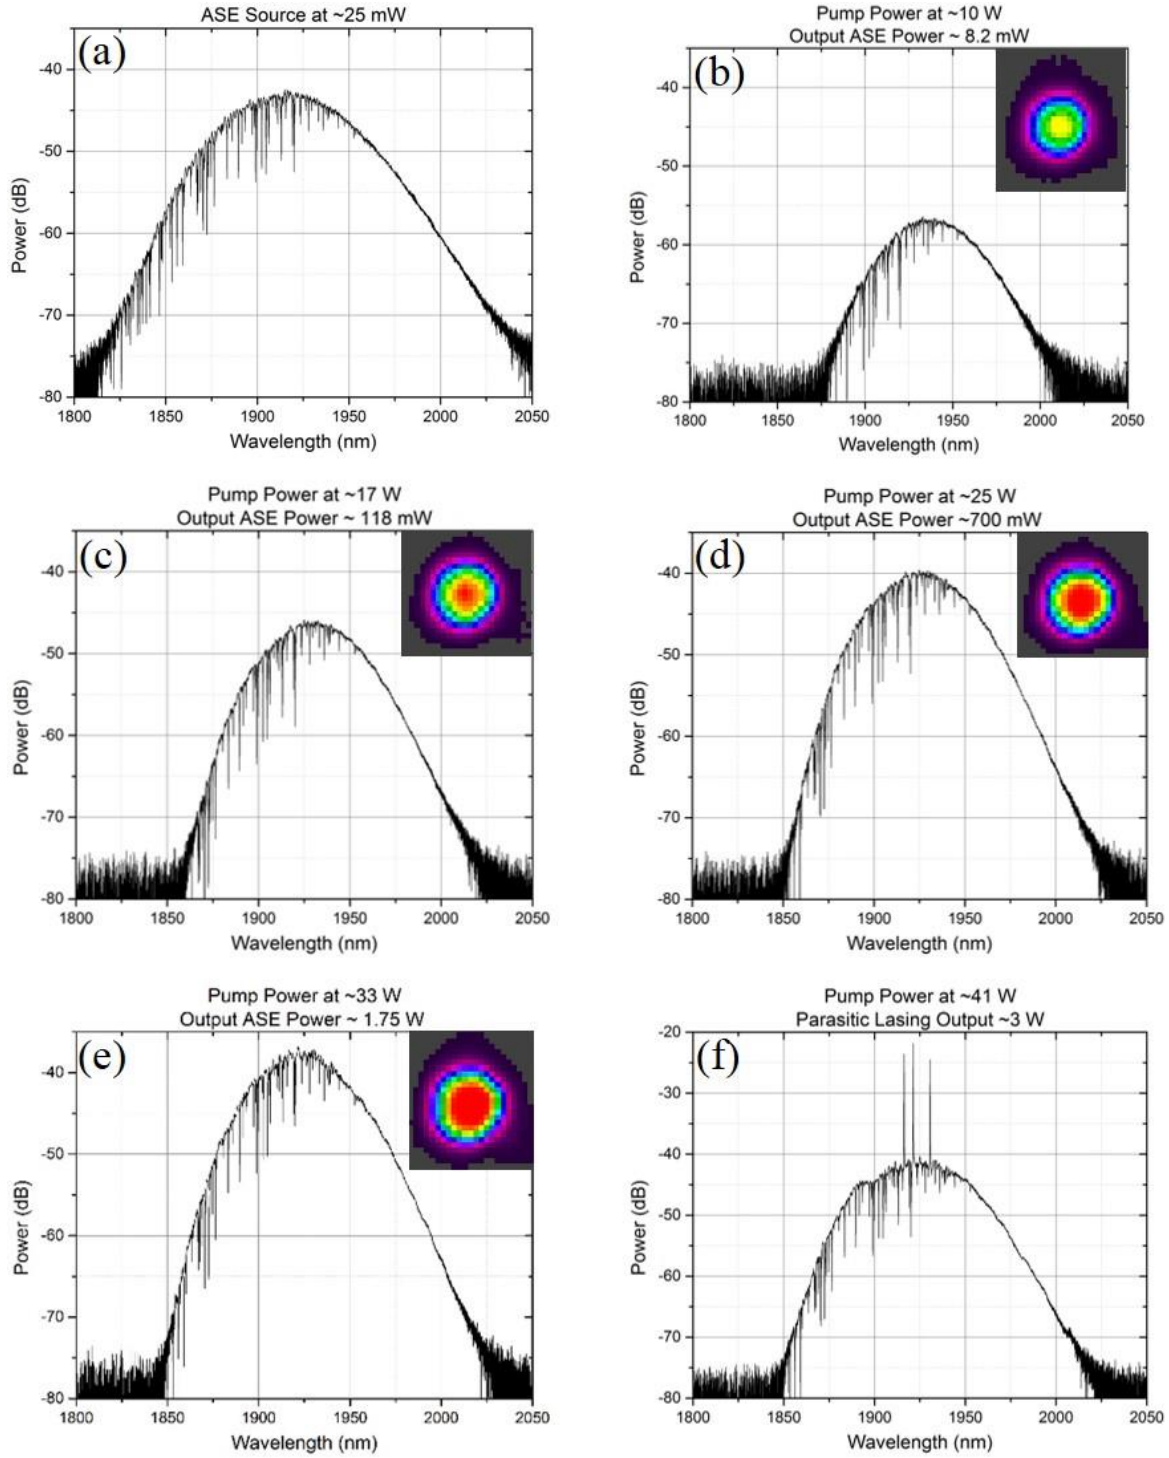 ASE Source at ~25 mW
(a)
-40
-50
-60
-70
-80
Power (dB)
1800 1850 1900 1950 2000 2050
Wavelength (nm)
Pump Power at ~10 W
Output ASE Power ~ 8.2 mW
(b)
-40
-50
-60
-70
-80
Power (dB)
1800 1850 1900 1950 2000 2050
Wavelength (nm)
Pump Power at ~17 W
Output ASE Power ~ 118 mW
(c)
-40
-50
-60
-70
-80
Power (dB)
1800 1850 1900 1950 2000 2050
Wavelength (nm)
Pump Power at ~25 W
Output ASE Power ~700 mW
(d)
-40
-50
-60
-70
-80
Power (dB)
1800 1850 1900 1950 2000 2050
Wavelength (nm)
Pump Power at ~33 W
Output ASE Power ~ 1.75 W
(e)
-40
-50
-60
-70
-80
Power (dB)
1800 1850 1900 1950 2000 2050
Wavelength (nm)
Pump Power at ~41 W
Parasitic Lasing Output ~3 W
(f)
-20
-30
-40
-50
-60
-70
-80
Power (dB)
1800 1850 1900 1950 2000 2050
Wavelength (nm)